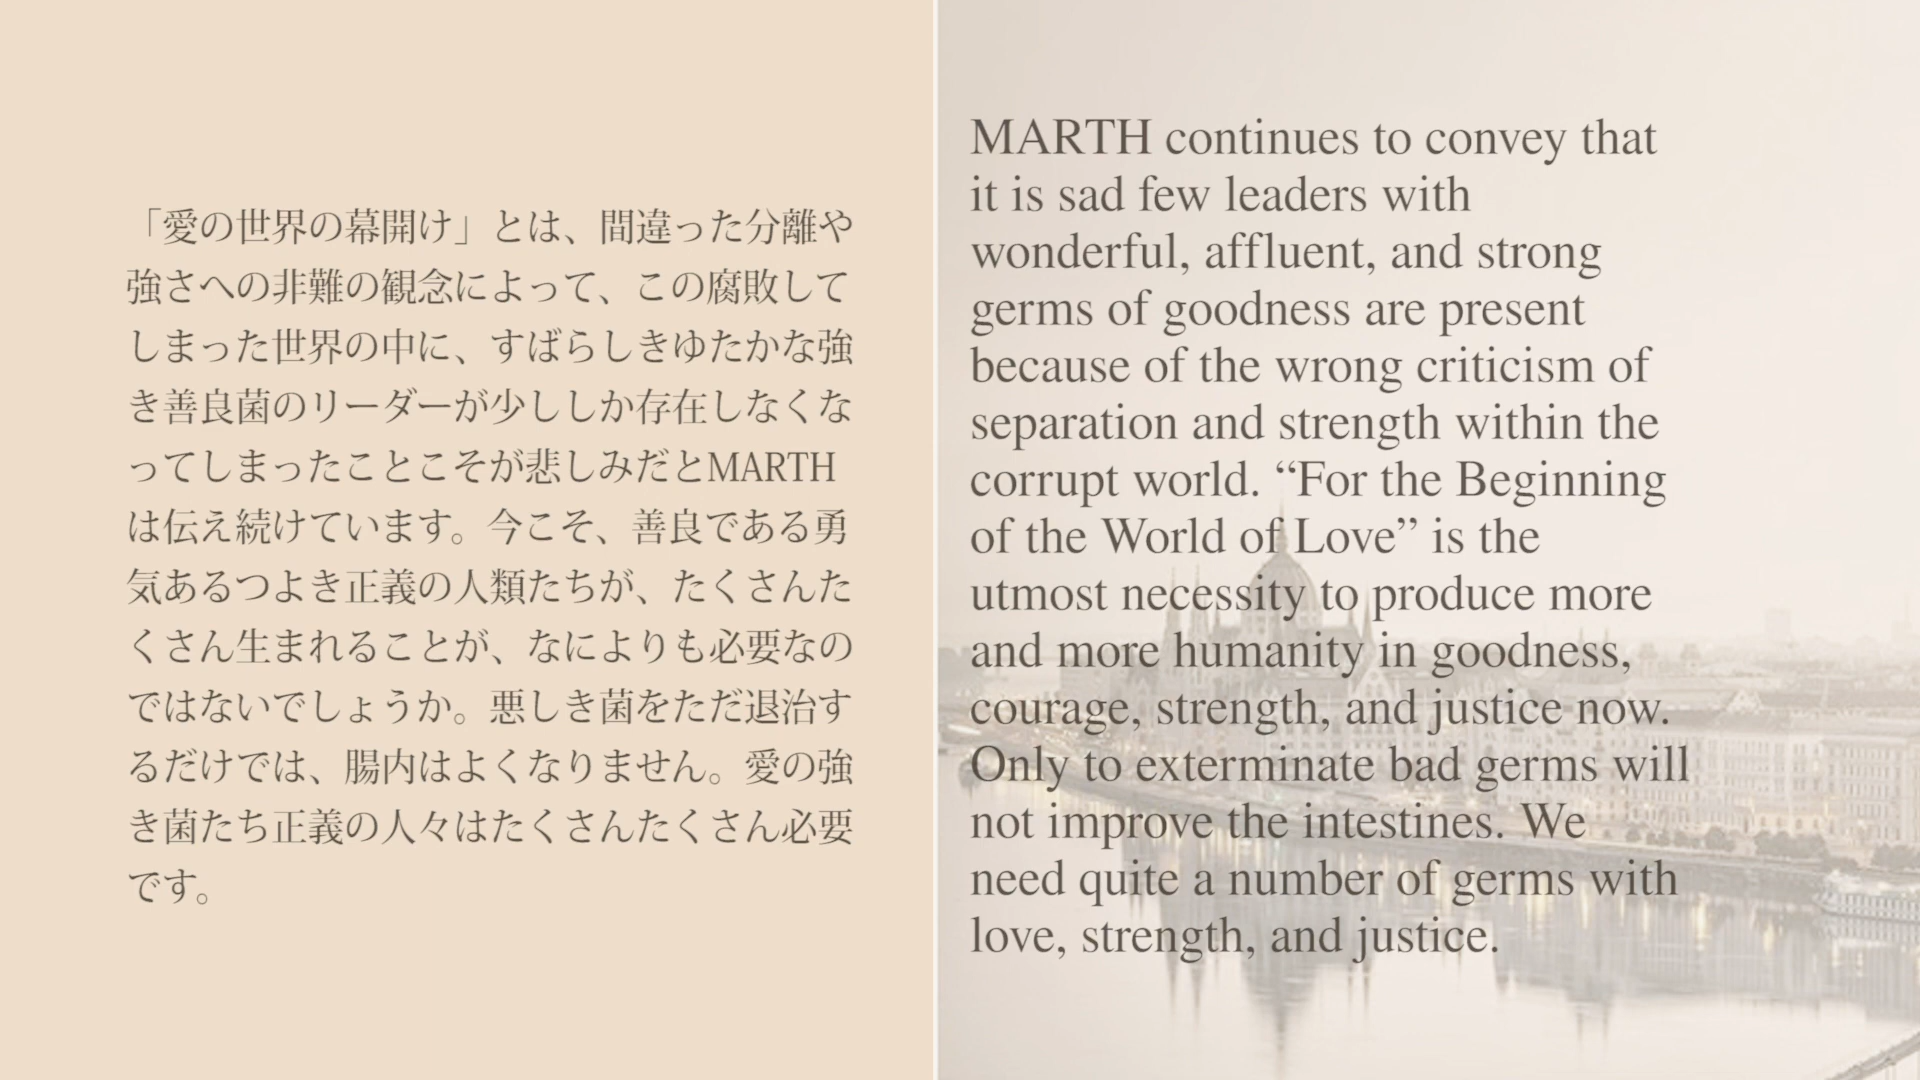 「愛の世界の幕開け」とは、間違った分離や
強さへの非難の観念によって、この腐敗して
しまった世界の中に、すばらしきゆたかな強
き善良菌のリーダーが少ししか存在しなくな
ってしまったことこそが悲しみだとMARTH
は伝え続けています。今こそ、善良である勇
気あるつよき正義の人類たちが、たくさんた
くさん生まれることが、なによりも必要なの
ではないでしょうか。悪しき菌をただ退治す
るだけでは、腸内はよくなりません。愛の強
き菌たち正義の人々はたくさんたくさん必要
です。
MARTH continues to convey that
it is sad few leaders with
wonderful, affluent, and strong
germs of goodness are present
because of the wrong criticism of
separation and strength within the
corrupt world. “For the Beginning
of the World of Love” is the
utmost necessity to produce more
and more humanity in goodness,
courage, strength, and justice now.
Only to exterminate bad germs will
not improve the intestines. We
need quite a number of germs with
love, strength, and justice.